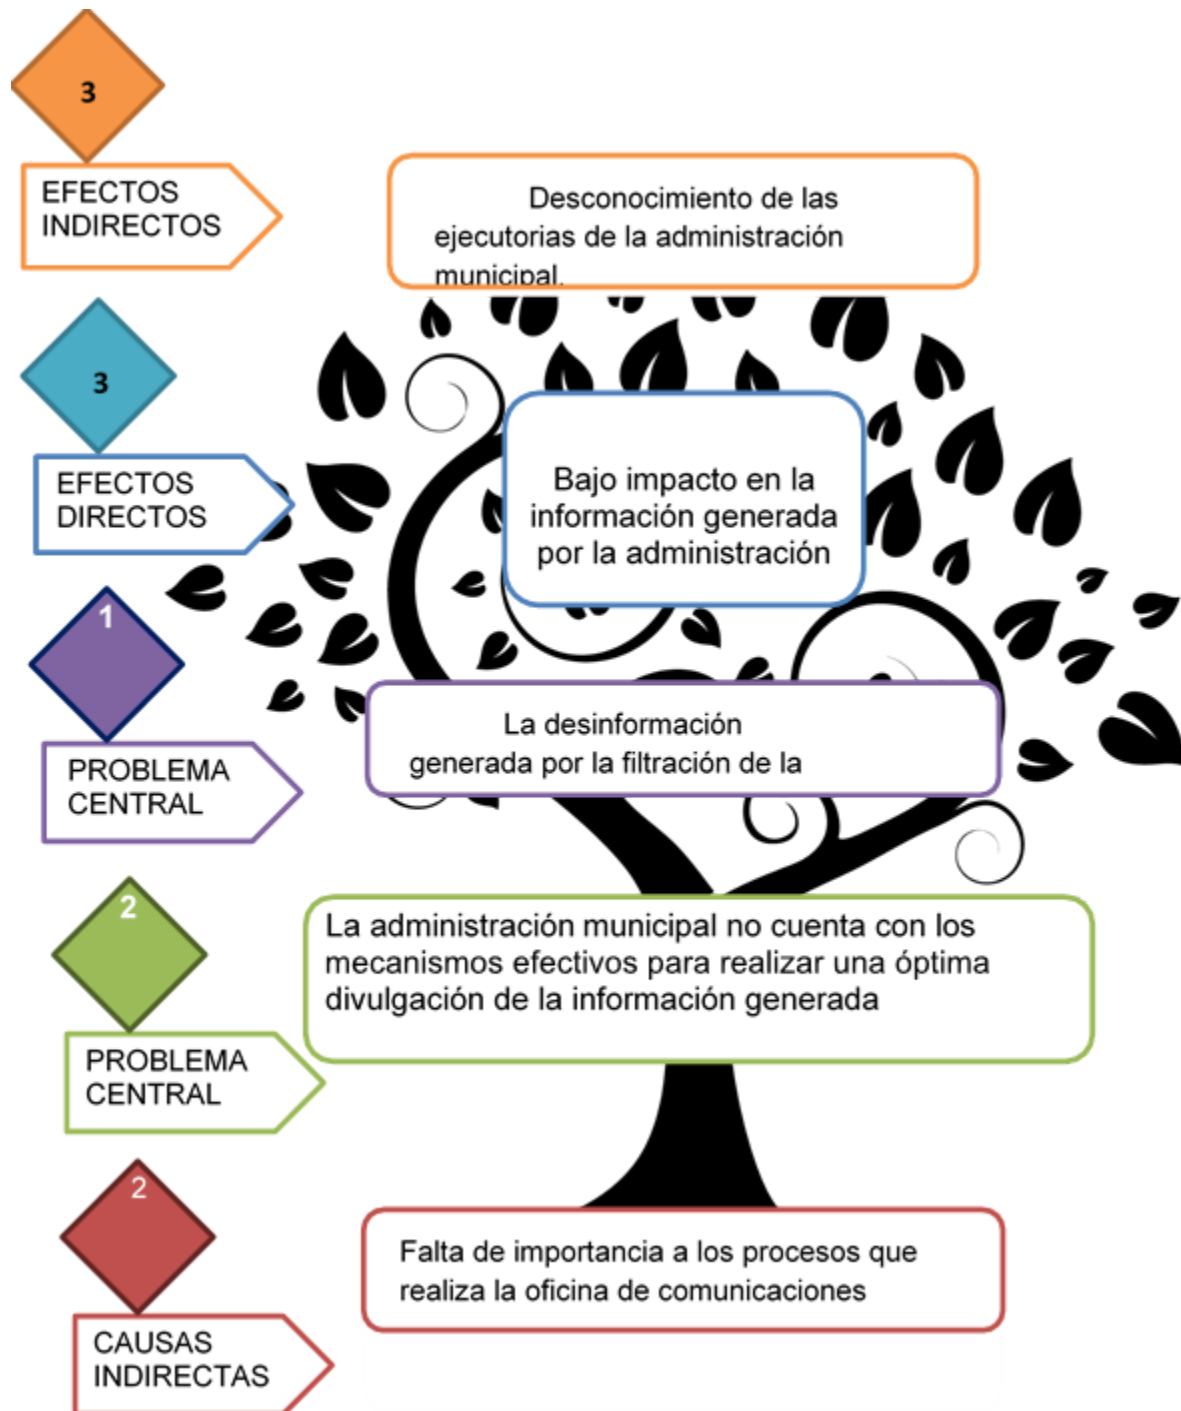 3
EFECTOS
INDIRECTOS
Desconocimiento de las
ejecutorias de la administración
municipal.
3
EFECTOS
DIRECTOS
Bajo impacto en la
información generada
por la administración
1
PROBLEMA
CENTRAL
La desinformación
generada por la filtración de la
2
PROBLEMA
CENTRAL
La administración municipal no cuenta con los
mecanismos efectivos para realizar una óptima
divulgación de la información generada
2
CAUSAS
INDIRECTAS
Falta de importancia a los procesos que
realiza la oficina de comunicaciones